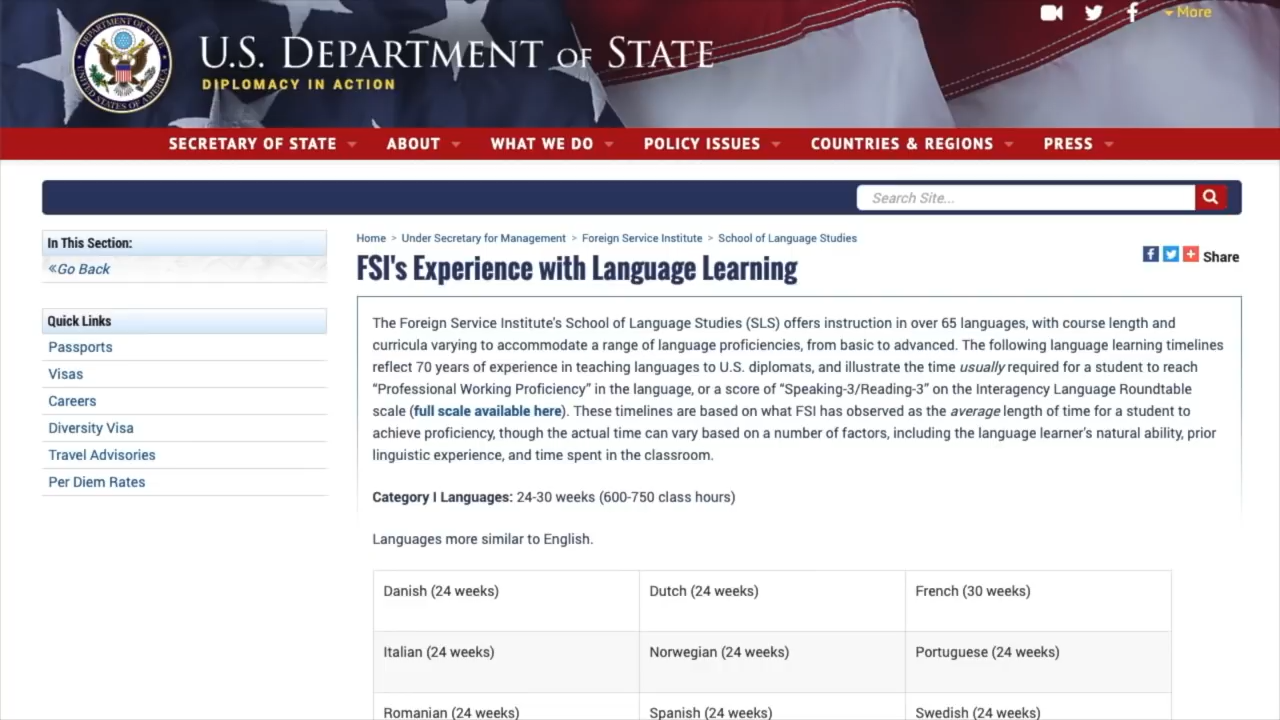 U.S. DEPARTMENT OF STATE
DIPLOMACY IN ACTION
More
SECRETARY OF STATE ABOUT WHAT WE DO POLICY ISSUES COUNTRIES & REGIONS PRESS
Search Site...
In This Section:
«Go Back
Quick Links
Passports
Visas
Careers
Diversity Visa
Travel Advisories
Per Diem Rates
Home > Under Secretary for Management > Foreign Service Institute > School of Language Studies
FSI's Experience with Language Learning
Share
The Foreign Service Institute's School of Language Studies (SLS) offers instruction in over 65 languages, with course length and
curricula varying to accommodate a range of language proficiencies, from basic to advanced. The following language learning timelines
reflect 70 years of experience in teaching languages to U.S. diplomats, and illustrate the time usually required for a student to reach
“Professional Working Proficiency” in the language, or a score of “Speaking-3/Reading-3” on the Interagency Language Roundtable
scale (full scale available here). These timelines are based on what FSI has observed as the average length of time for a student to
achieve proficiency, though the actual time can vary based on a number of factors, including the language learner's natural ability, prior
linguistic experience, and time spent in the classroom.
Category I Languages: 24-30 weeks (600-750 class hours)
Languages more similar to English.
Danish (24 weeks) Dutch (24 weeks) French (30 weeks)
Italian (24 weeks) Norwegian (24 weeks) Portuguese (24 weeks)
Romanian (24 weeks) Spanish (24 weeks) Swedish (24 weeks)